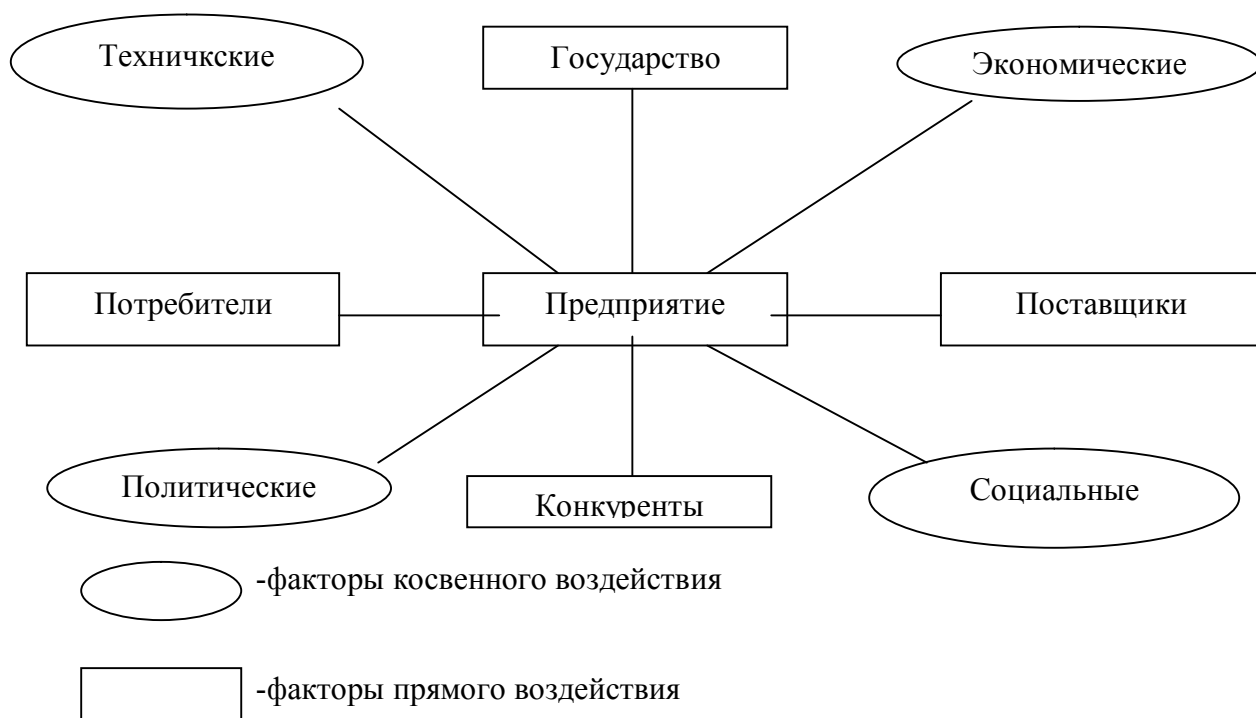 Техничкские
Государство
Экономические
Потребители
Предприятие
Поставщики
Политические
Конкуренты
Социальные
-факторы косвенного воздействия
-факторы прямого воздействия